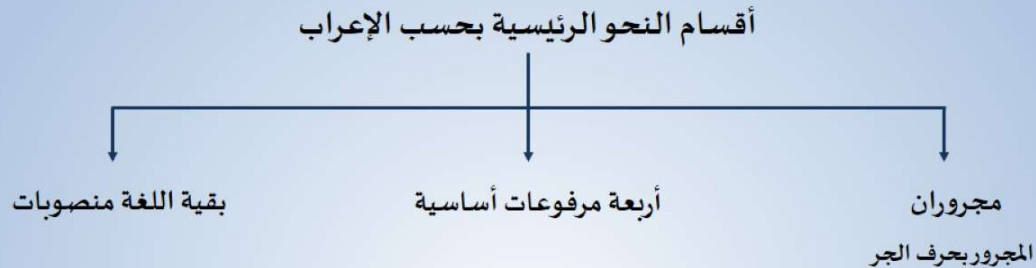 أقسام النحو الرئيسية بحسب الإعراب
مجروران
أربعة مرفوعات أساسية
بقية اللغة منصوبات
المجرور بحرف الجر